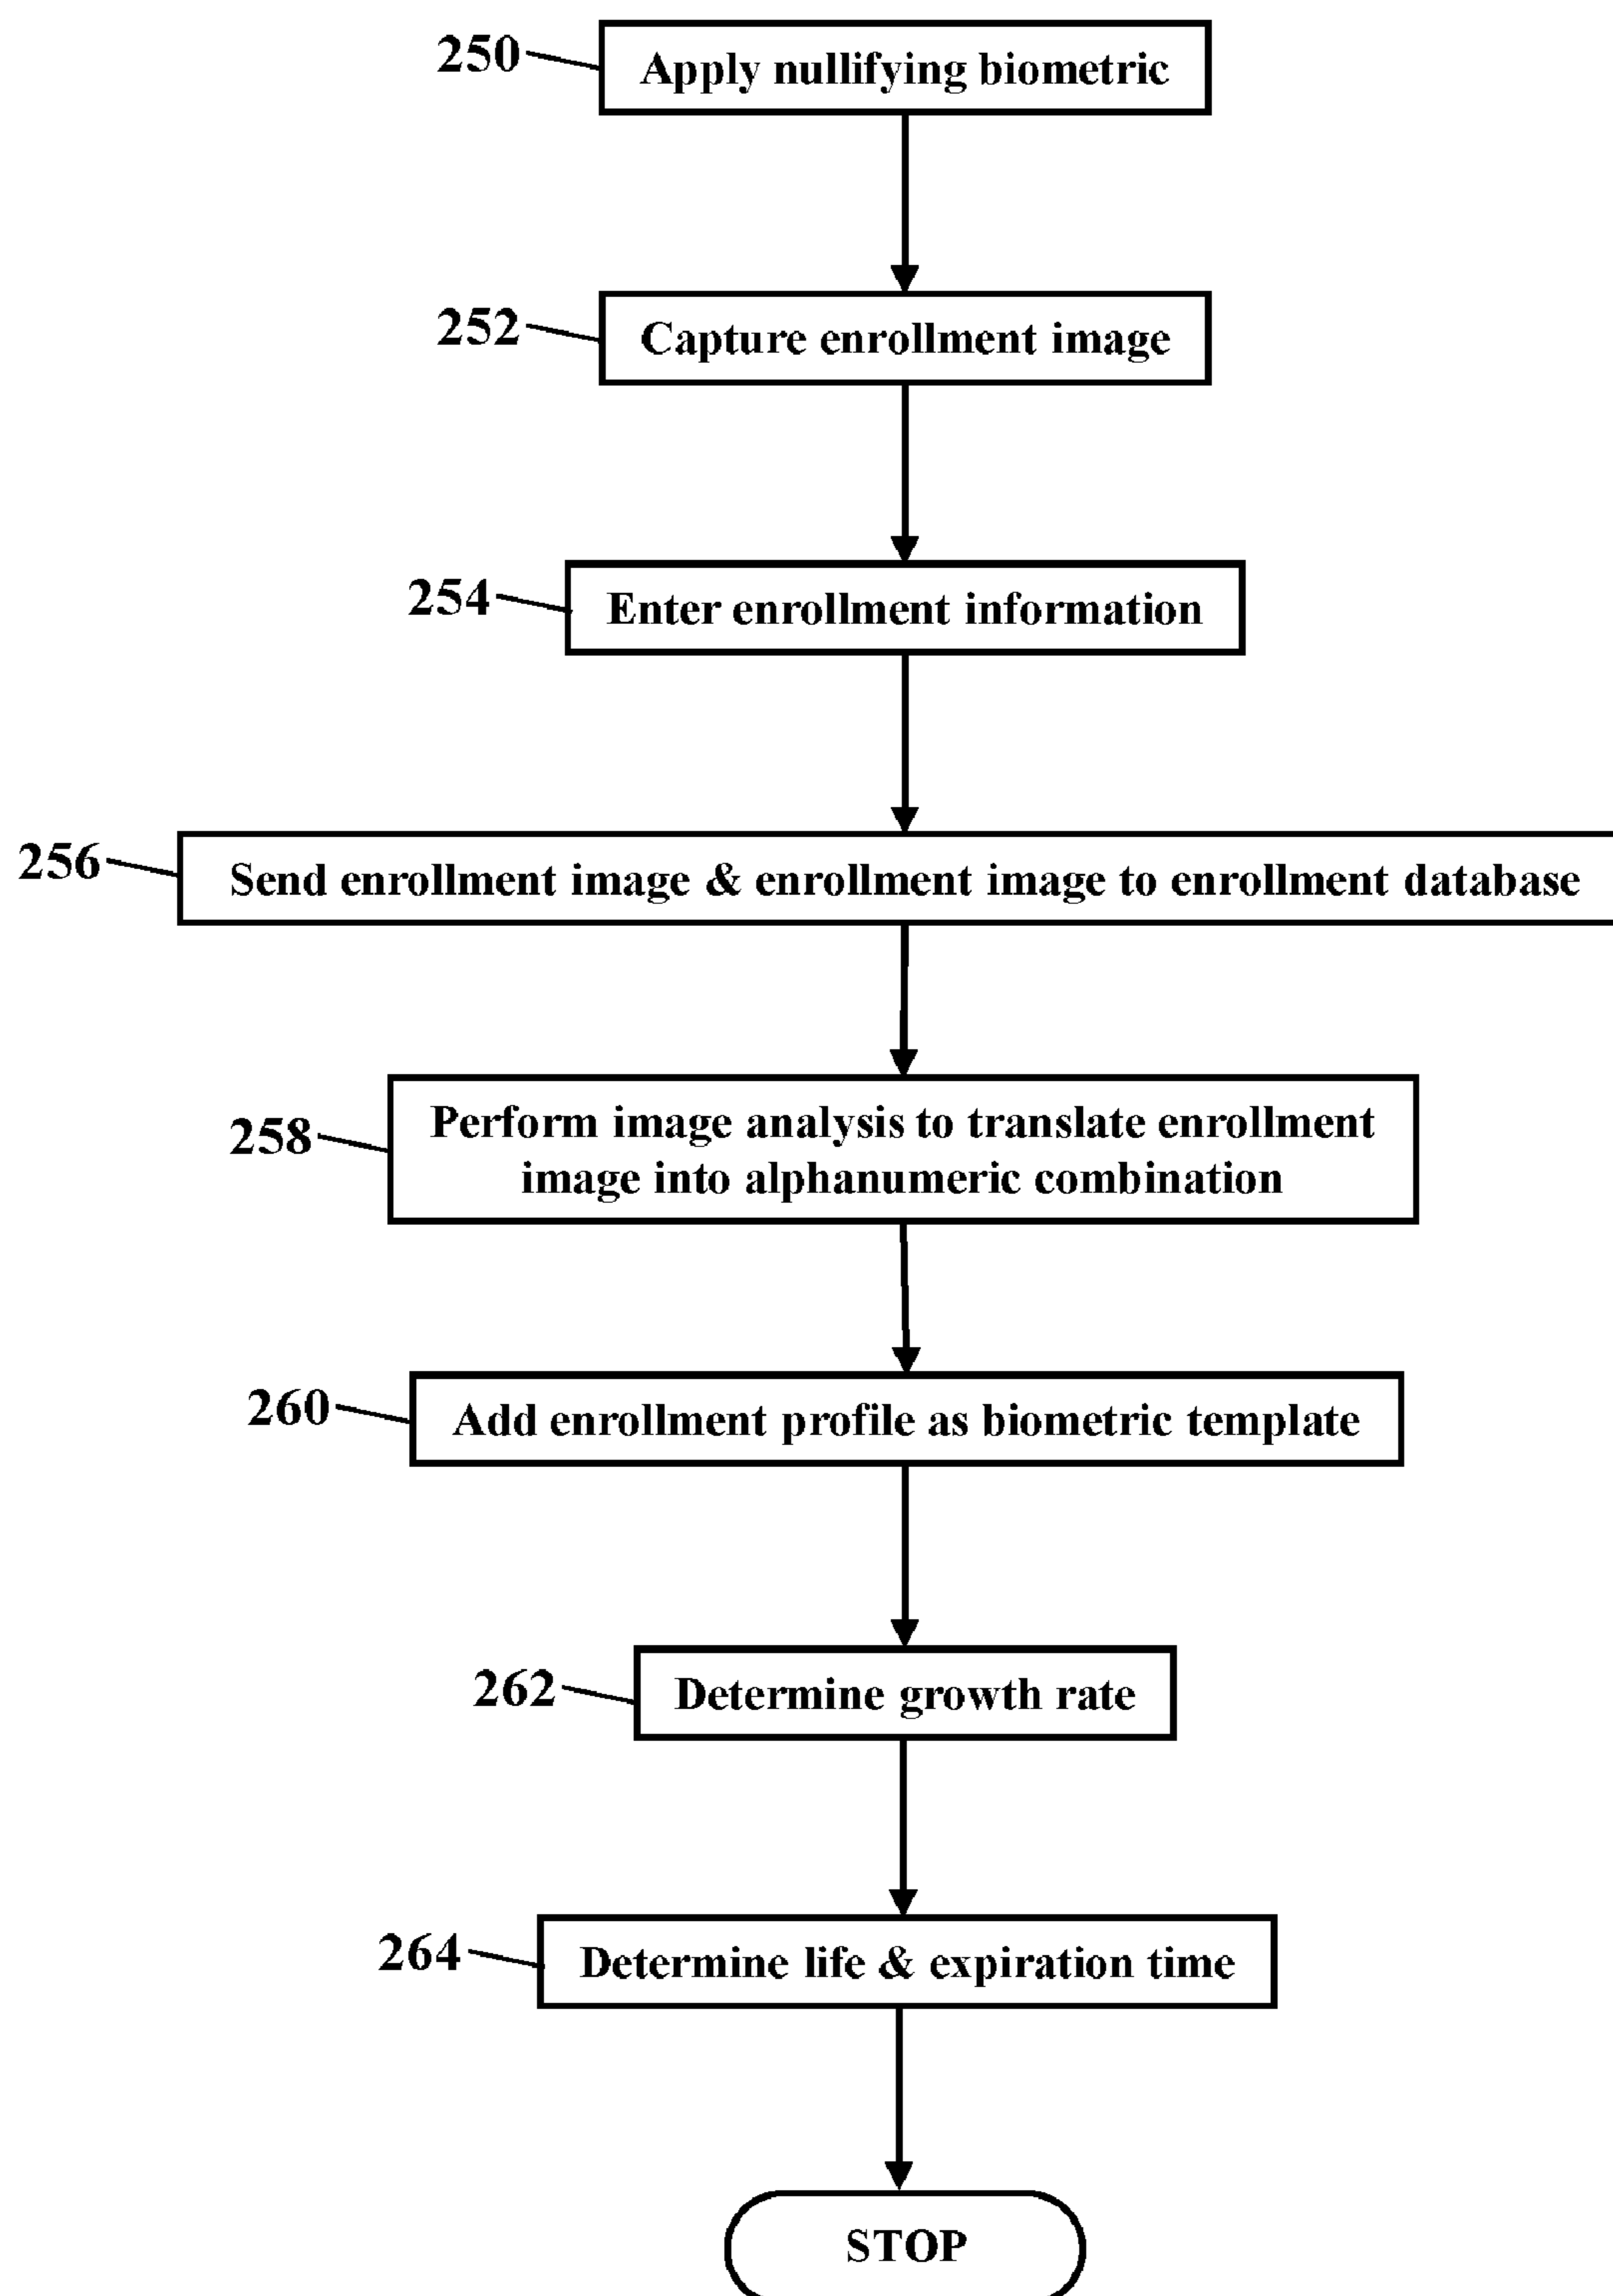 250
Apply nullifying biometric
252
Capture enrollment image
254
Enter enrollment information
256
Send enrollment image & enrollment image to enrollment database
258
Perform image analysis to translate enrollment
image into alphanumeric combination
260
Add enrollment profile as biometric template
262
Determine growth rate
264
Determine life & expiration time
STOP